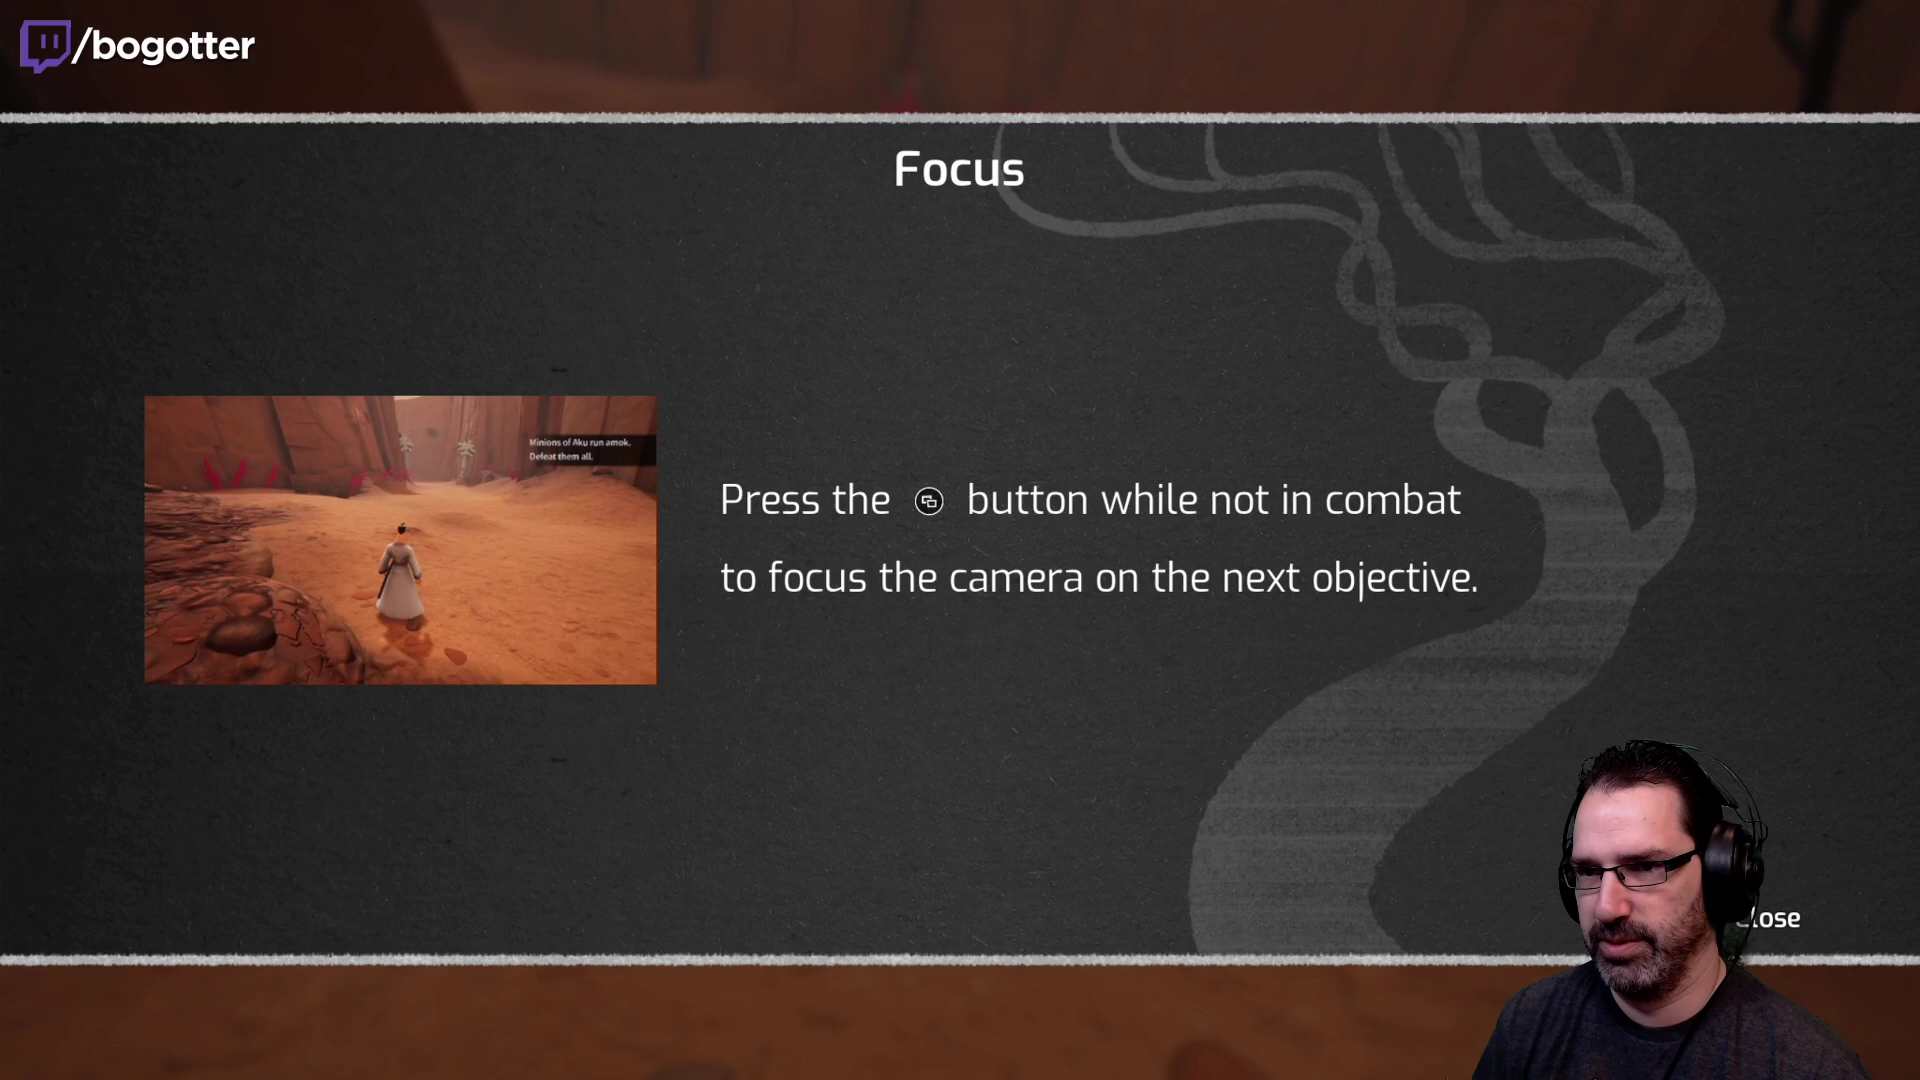 /bogotter
Focus
Minions of Aku run amok.
Defeat them all.
Press the button while not in combat
to focus the camera on the next objective.
Close